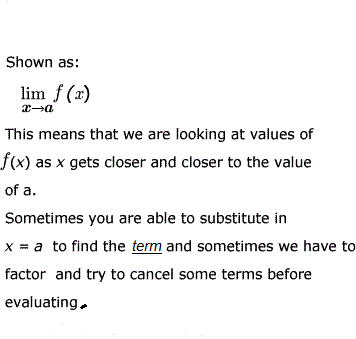 Shown as:
lim f(x)
x→a
This means that we are looking at values of
f(x) as x gets closer and closer to the value
of a.
Sometimes you are able to substitute in
x = a to find the term and sometimes we have to
factor and try to cancel some terms before
evaluating.